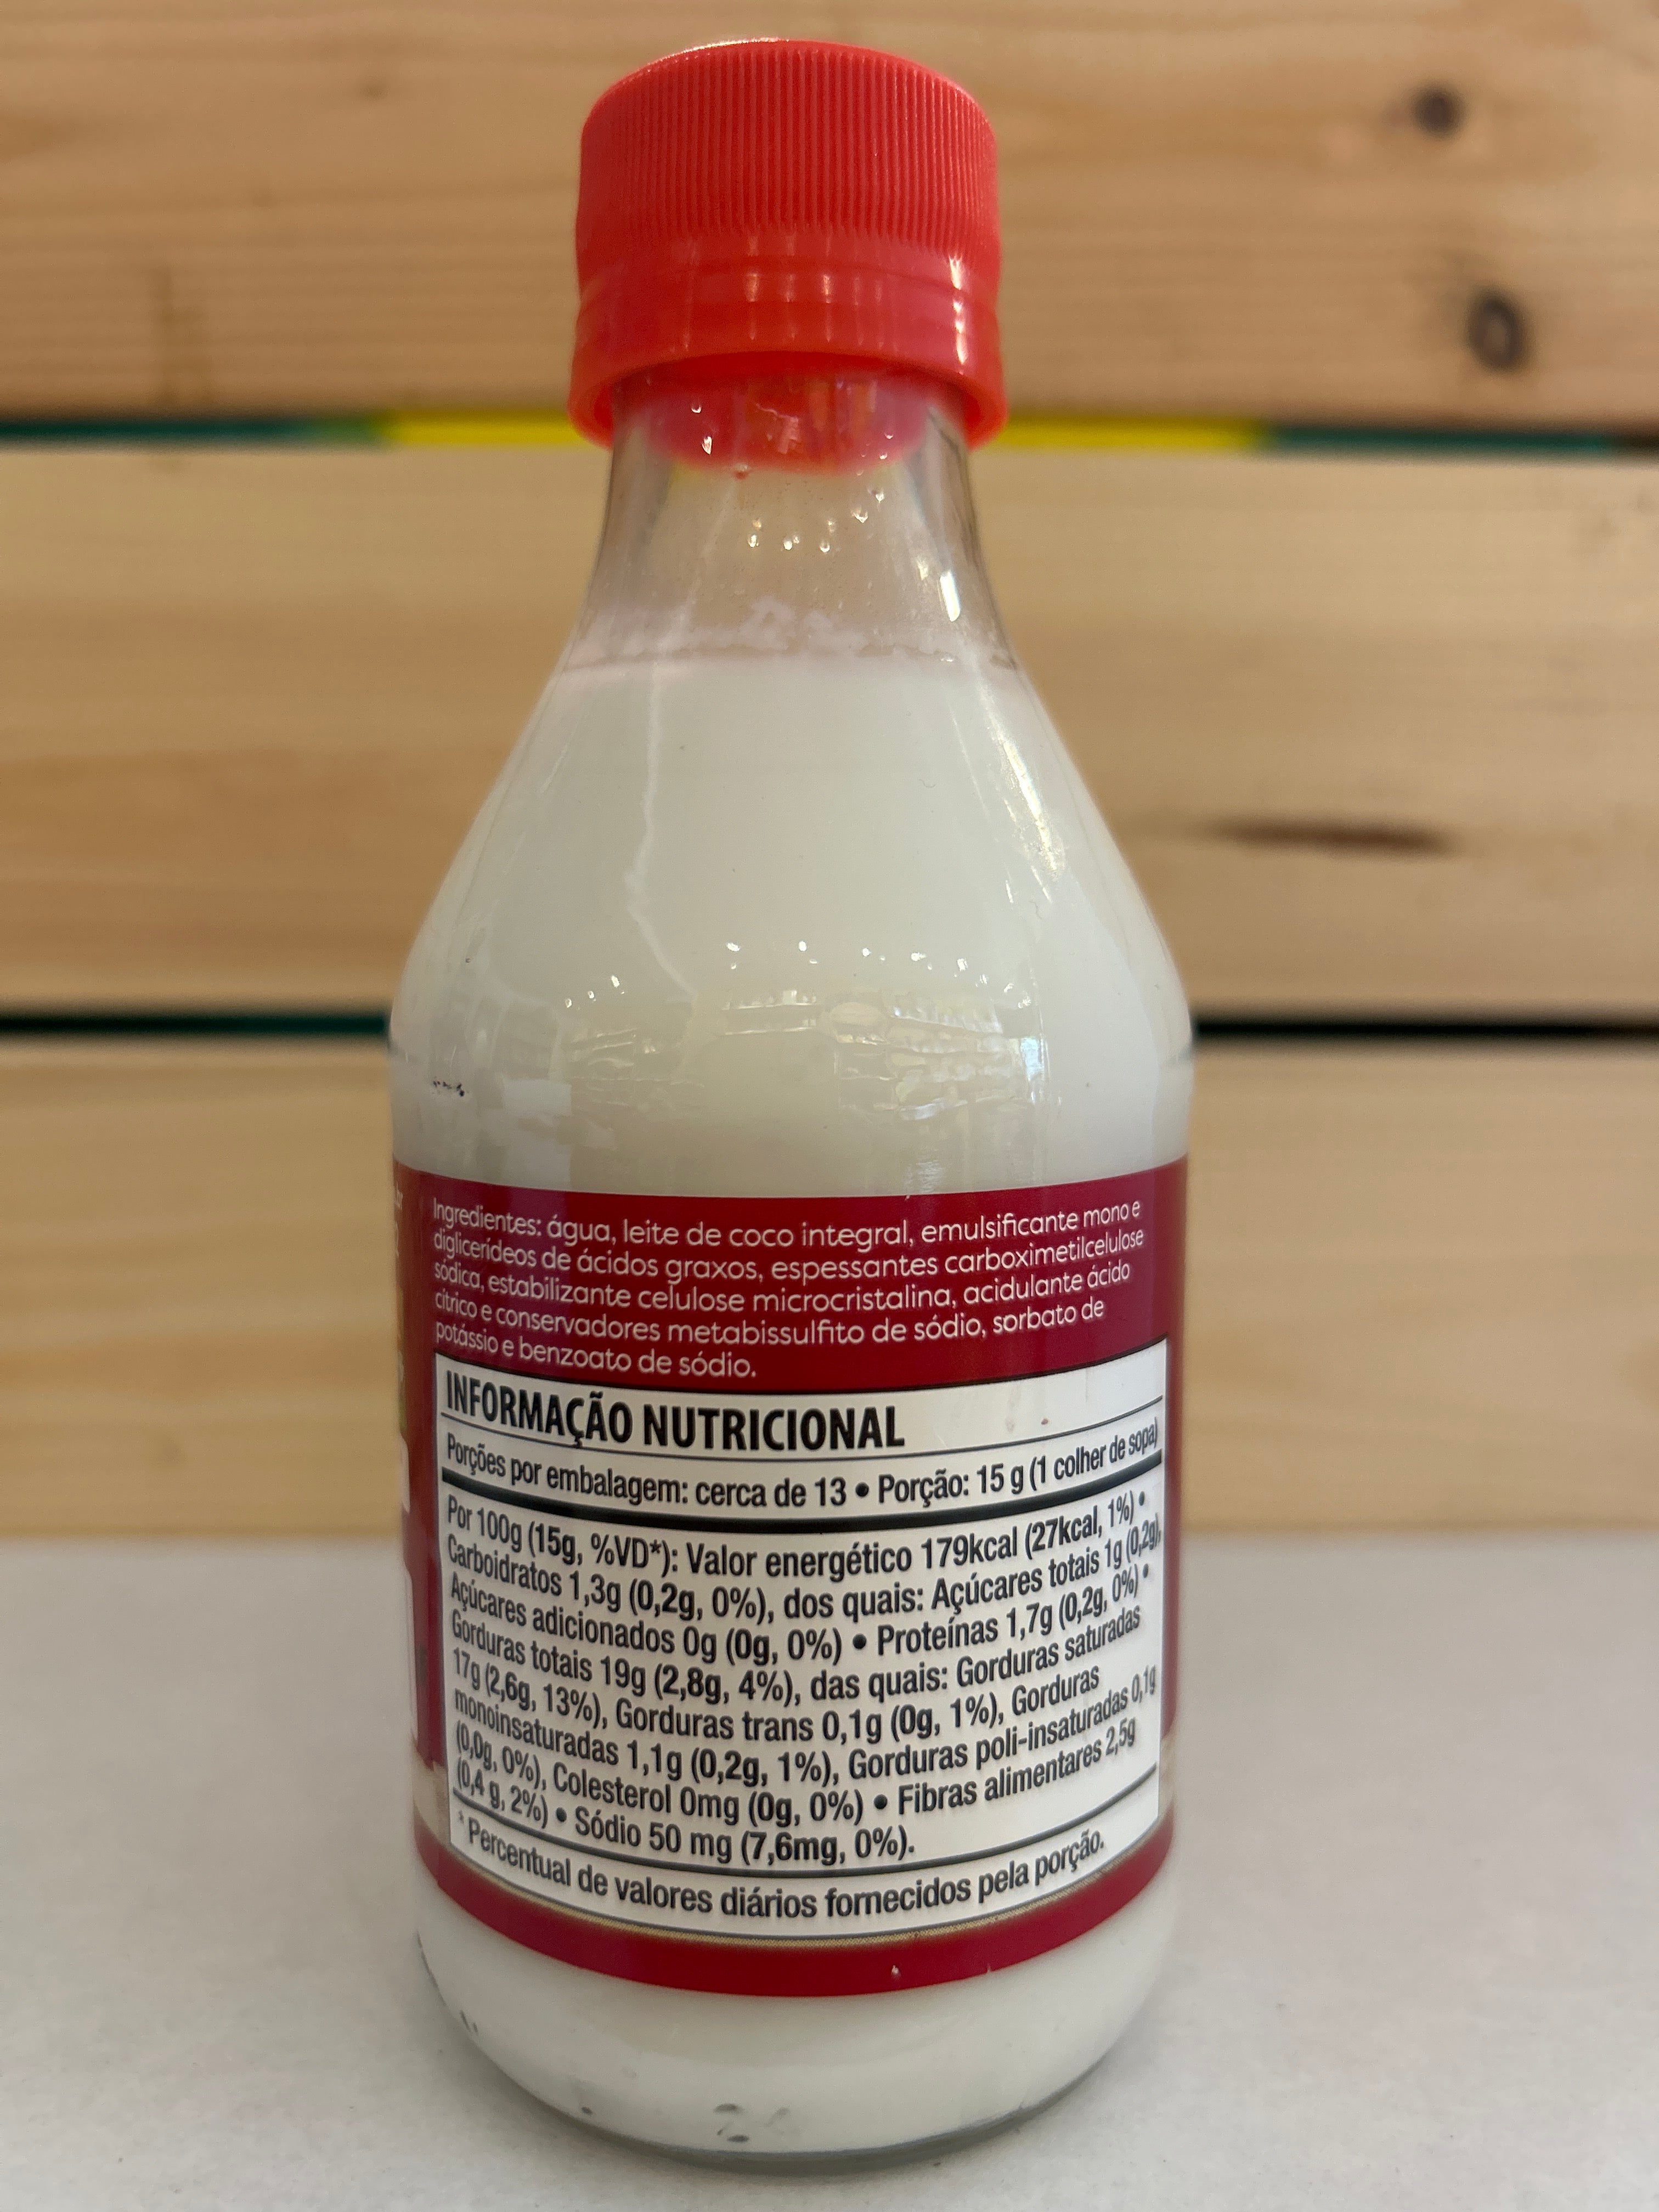 Ingredientes: água, leite de coco integral, emulsificante mono e
diglicerídeos de ácidos graxos, espessantes carboximetilcelulose
sódica, estabilizante celulose microcristalina, acidulante ácido
cítrico e conservadores metabissulfito de sódio, sorbato de
potássio e benzoato de sódio.
INFORMAÇÃO NUTRICIONAL
Porções por embalagem: cerca de 13 • Porção: 15 g (1 colher de sopa)
Por 100g (15g, %VD*): Valor energético 179kcal (27kcal, 1%) •
Carboidratos 1,3g (0,2g, 0%), dos quais: Açúcares totais 1g (0,2g),
Açúcares adicionados 0g (0g, 0%) • Proteínas 1,7g (0,2g, 0%) •
Gorduras totais 19g (2,8g, 4%), das quais: Gorduras saturadas
17g (2,6g, 13%), Gorduras trans 0,1g (0g, 1%), Gorduras
monoinsaturadas 1,1g (0,2g, 1%), Gorduras poli-insaturadas 0,1g
(0,0g, 0%), Colesterol 0mg (0g, 0%) • Fibras alimentares 2,5g
(0,4 g, 2%) • Sódio 50 mg (7,6mg, 0%).
* Percentual de valores diários fornecidos pela porção.